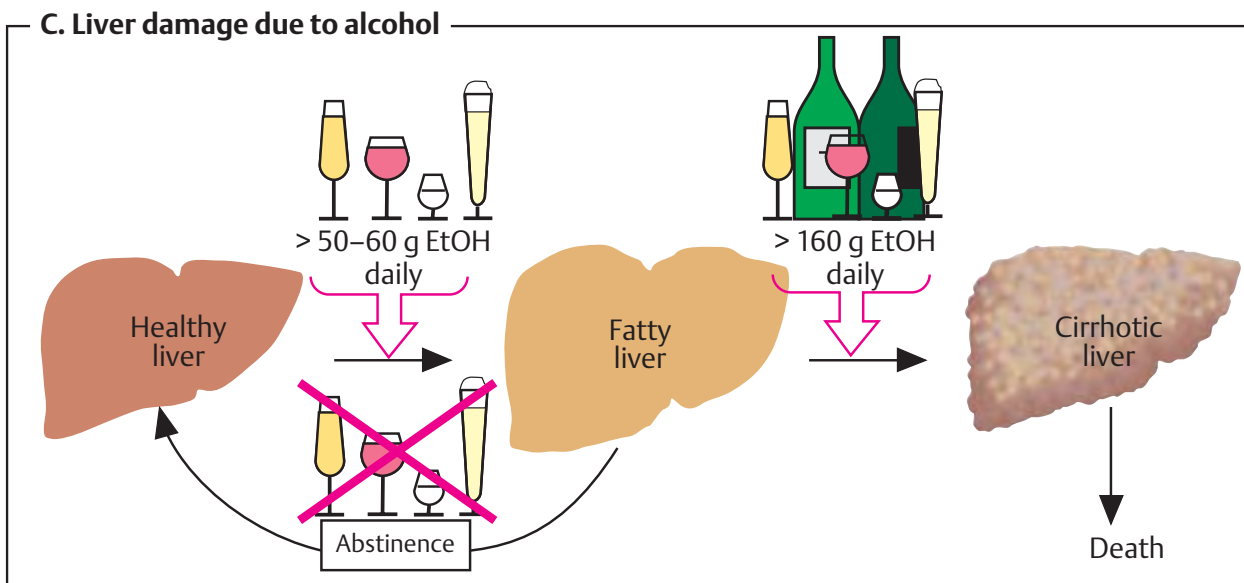 C. Liver damage due to alcohol
> 50–60 g EtOH
daily
> 160 g EtOH
daily
Healthy
liver
Fatty
liver
Cirrhotic
liver
Abstinence
Death